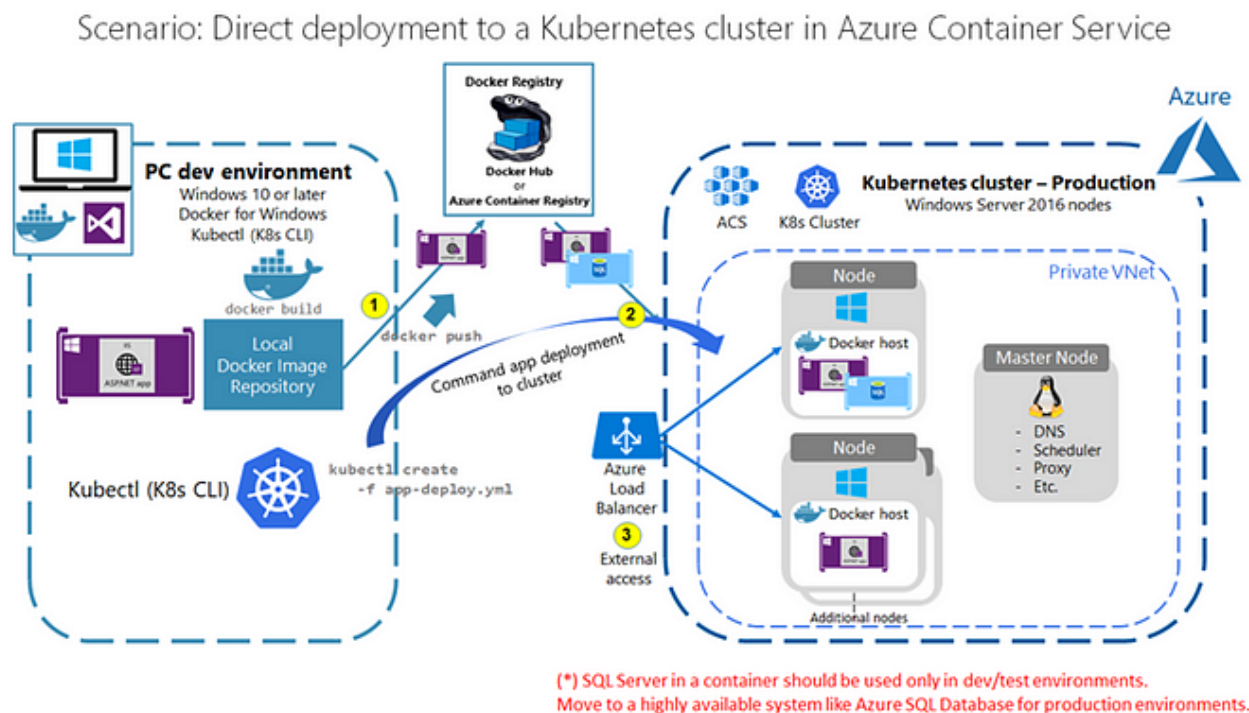 Scenario: Direct deployment to a Kubernetes cluster in Azure Container Service
PC dev environment
Windows 10 or later
Docker for Windows
Kubectl (K8s CLI)
docker build
Local
Docker Image
Repository
IIS
ASP.NET app
Kubectl (K8s CLI)
kubectl create
-f app-deploy.yml
1
docker push
Docker Registry
Docker Hub
or
Azure Container Registry
SQL
2
Command app deployment
to cluster
Azure
Load
Balancer
3
External
access
Azure
ACS
K8s Cluster
Kubernetes cluster – Production
Windows Server 2016 nodes
Private VNet
Node
Docker host
Node
Docker host
Additional nodes
Master Node
- DNS
- Scheduler
- Proxy
- Etc.
(*) SQL Server in a container should be used only in dev/test environments.
Move to a highly available system like Azure SQL Database for production environments.